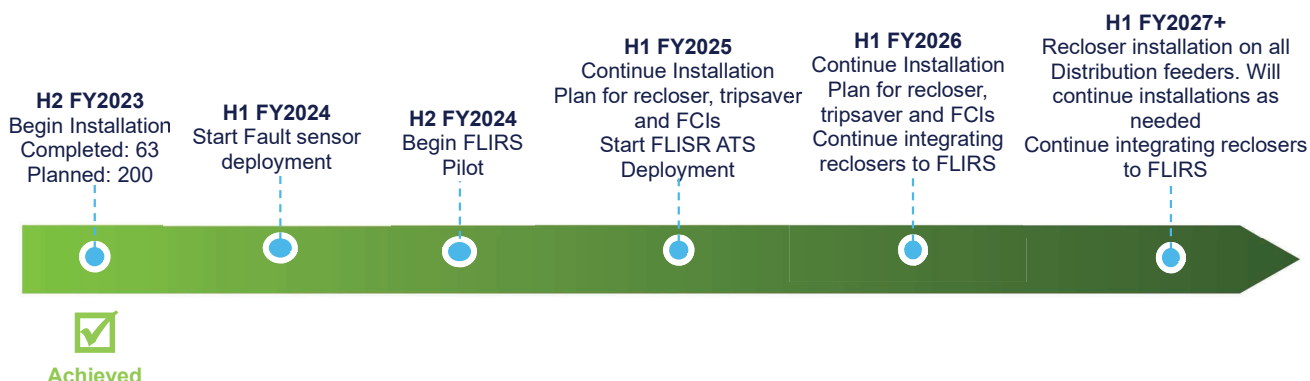 H2 FY2023
Begin Installation
Completed: 63
Planned: 200
H1 FY2024
Start Fault sensor
deployment
H2 FY2024
Begin FLIRS
Pilot
H1 FY2025
Continue Installation
Plan for recloser, tripsaver
and FCIs
Start FLISR ATS
Deployment
H1 FY2026
Continue Installation
Plan for recloser,
tripsaver and FCIs
Continue integrating
reclosers to FLIRS
H1 FY2027+
Recloser installation on all
Distribution feeders. Will
continue installations as
needed
Continue integrating reclosers
to FLIRS
Achieved